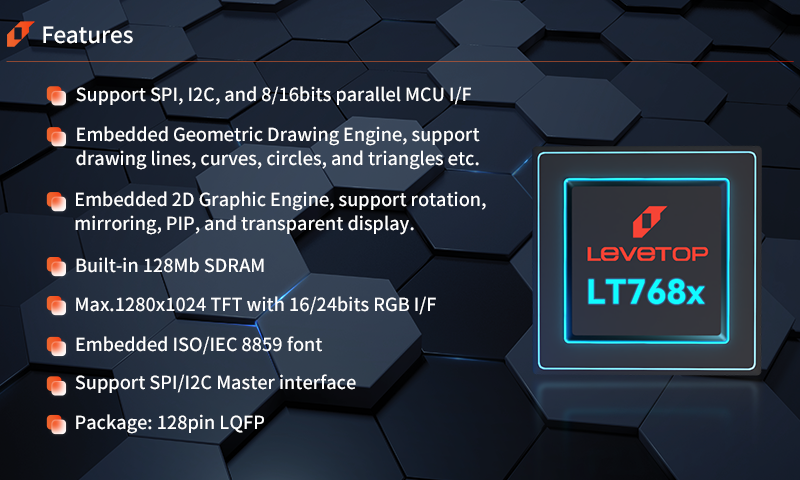 Features
Support SPI, I2C, and 8/16bits parallel MCU I/F
Embedded Geometric Drawing Engine, support
drawing lines, curves, circles, and triangles etc.
Embedded 2D Graphic Engine, support rotation,
mirroring, PIP, and transparent display.
Built-in 128Mb SDRAM
Max.1280x1024 TFT with 16/24bits RGB I/F
Embedded ISO/IEC 8859 font
Support SPI/I2C Master interface
Package: 128pin LQFP
LEVETOP
LT768x